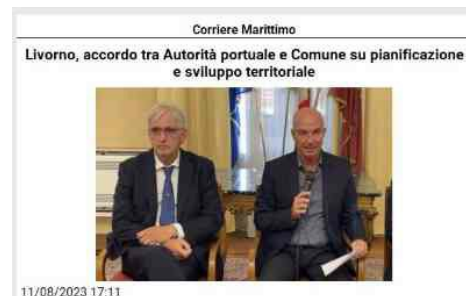 Corriere Marittimo
Livorno, accordo tra Autorità portuale e Comune su pianificazione
e sviluppo territoriale
11/08/2023 17:11